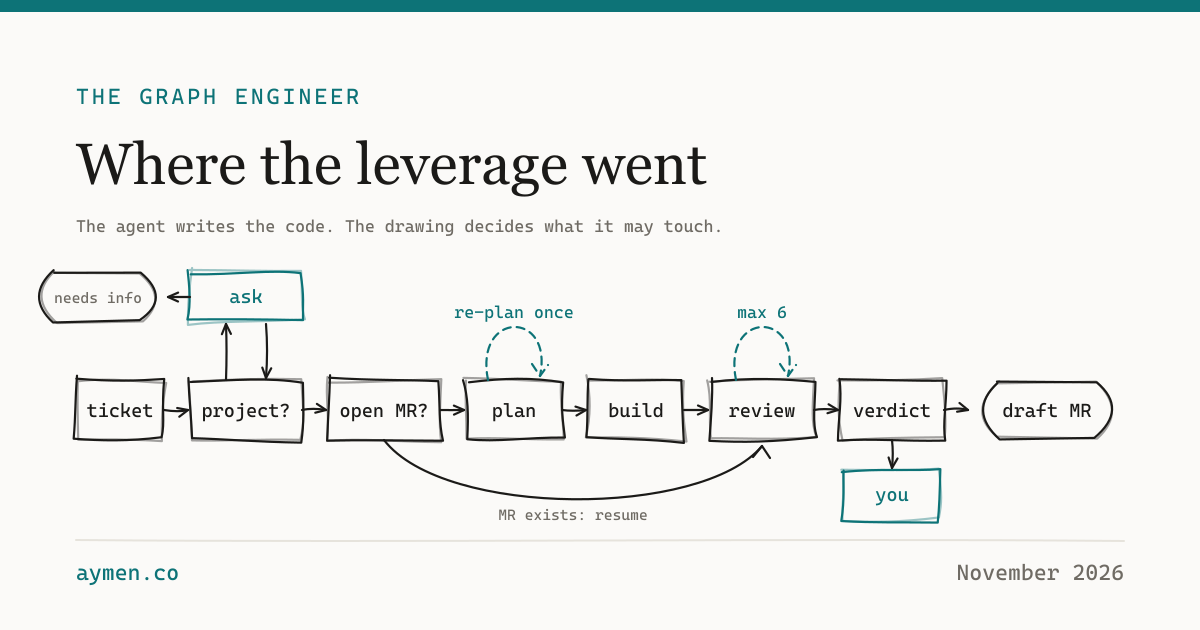 THE GRAPH ENGINEER
Where the leverage went
The agent writes the code. The drawing decides what it may touch.
needs info
ask
re-plan once
max 6
ticket
project?
open MR?
plan
build
review
verdict
draft MR
you
MR exists: resume
aymen.co
November 2026